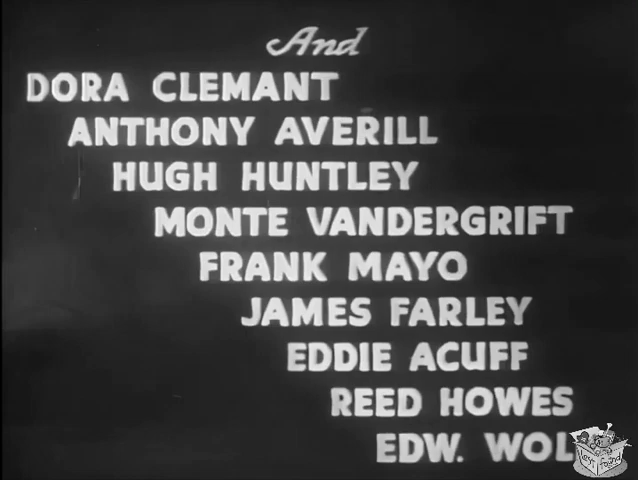 And
DORA CLEMANT
ANTHONY AVERILL
HUGH HUNTLEY
MONTE VANDERGRIFT
FRANK MAYO
JAMES FARLEY
EDDIE ACUFF
REED HOWES
EDW. WOL